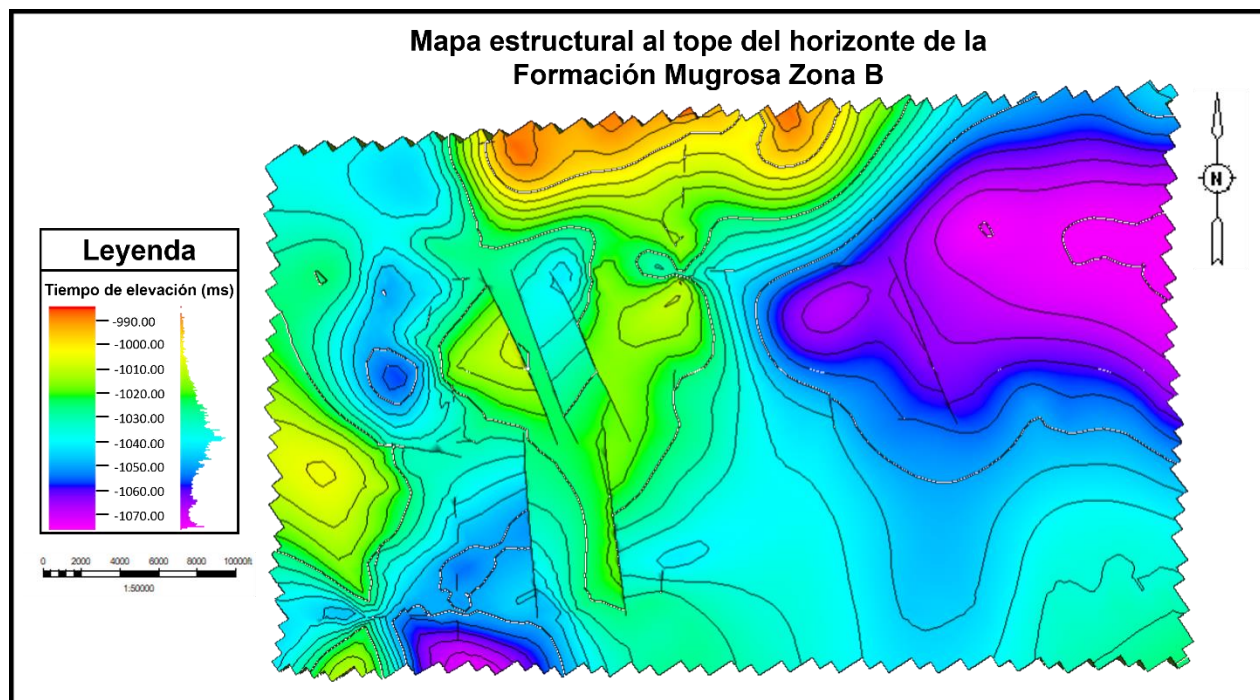 Mapa estructural al tope del horizonte de la
Formación Mugrosa Zona B
N
Leyenda
Tiempo de elevación (ms)
-990.00
-1000.00
-1010.00
-1020.00
-1030.00
-1040.00
-1050.00
-1060.00
-1070.00
0 2000 4000 6000 8000 10000ft
1:50000